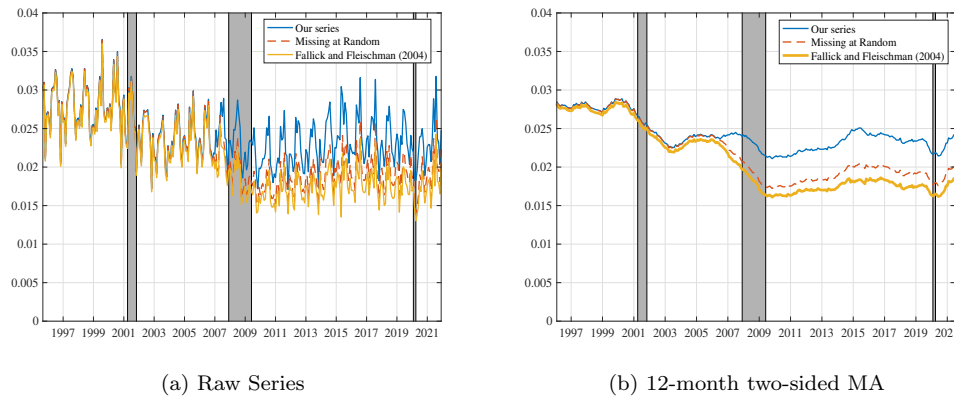 0.04
0.035
0.03
0.025
0.02
0.015
0.01
0.005
0
1997 1999 2001 2003 2005 2007 2009 2011 2013 2015 2017 2019 2021
Our series
Missing at Random
Fallick and Fleischman (2004)
(a) Raw Series
0.04
0.035
0.03
0.025
0.02
0.015
0.01
0.005
0
1997 1999 2001 2003 2005 2007 2009 2011 2013 2015 2017 2019 2021
Our series
Missing at Random
Fallick and Fleischman (2004)
(b) 12-month two-sided MA